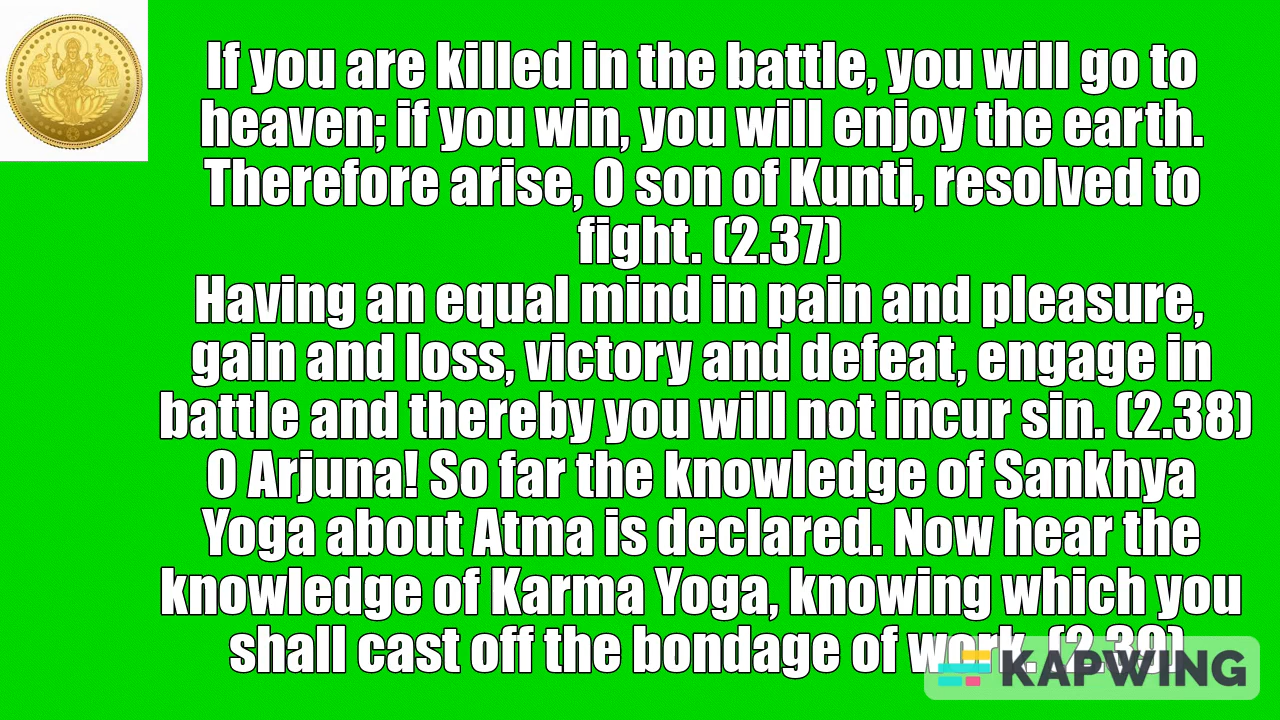 If you are killed in the battle, you will go to
heaven; if you win, you will enjoy the earth.
Therefore arise, O son of Kunti, resolved to
fight. (2.37)
Having an equal mind in pain and pleasure,
gain and loss, victory and defeat, engage in
battle and thereby you will not incur sin. (2.38)
O Arjuna! So far the knowledge of Sankhya
Yoga about Atma is declared. Now hear the
knowledge of Karma Yoga, knowing which you
shall cast off the bondage of work. (2.39)
KAPWING